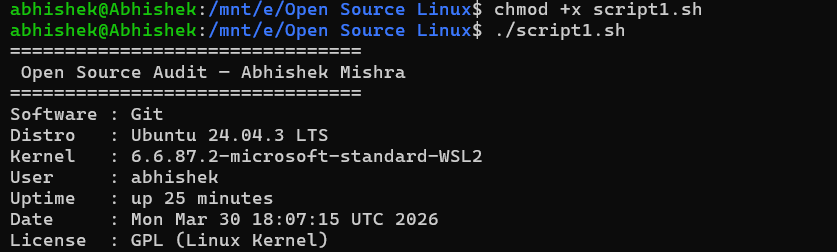 abhishek@Abhishek:/mnt/e/Open Source Linux$ chmod +x script1.sh
abhishek@Abhishek:/mnt/e/Open Source Linux$ ./script1.sh
================================
 Open Source Audit — Abhishek Mishra
================================
Software : Git
Distro   : Ubuntu 24.04.3 LTS
Kernel   : 6.6.87.2-microsoft-standard-WSL2
User     : abhishek
Uptime   : up 25 minutes
Date     : Mon Mar 30 18:07:15 UTC 2026
License  : GPL (Linux Kernel)